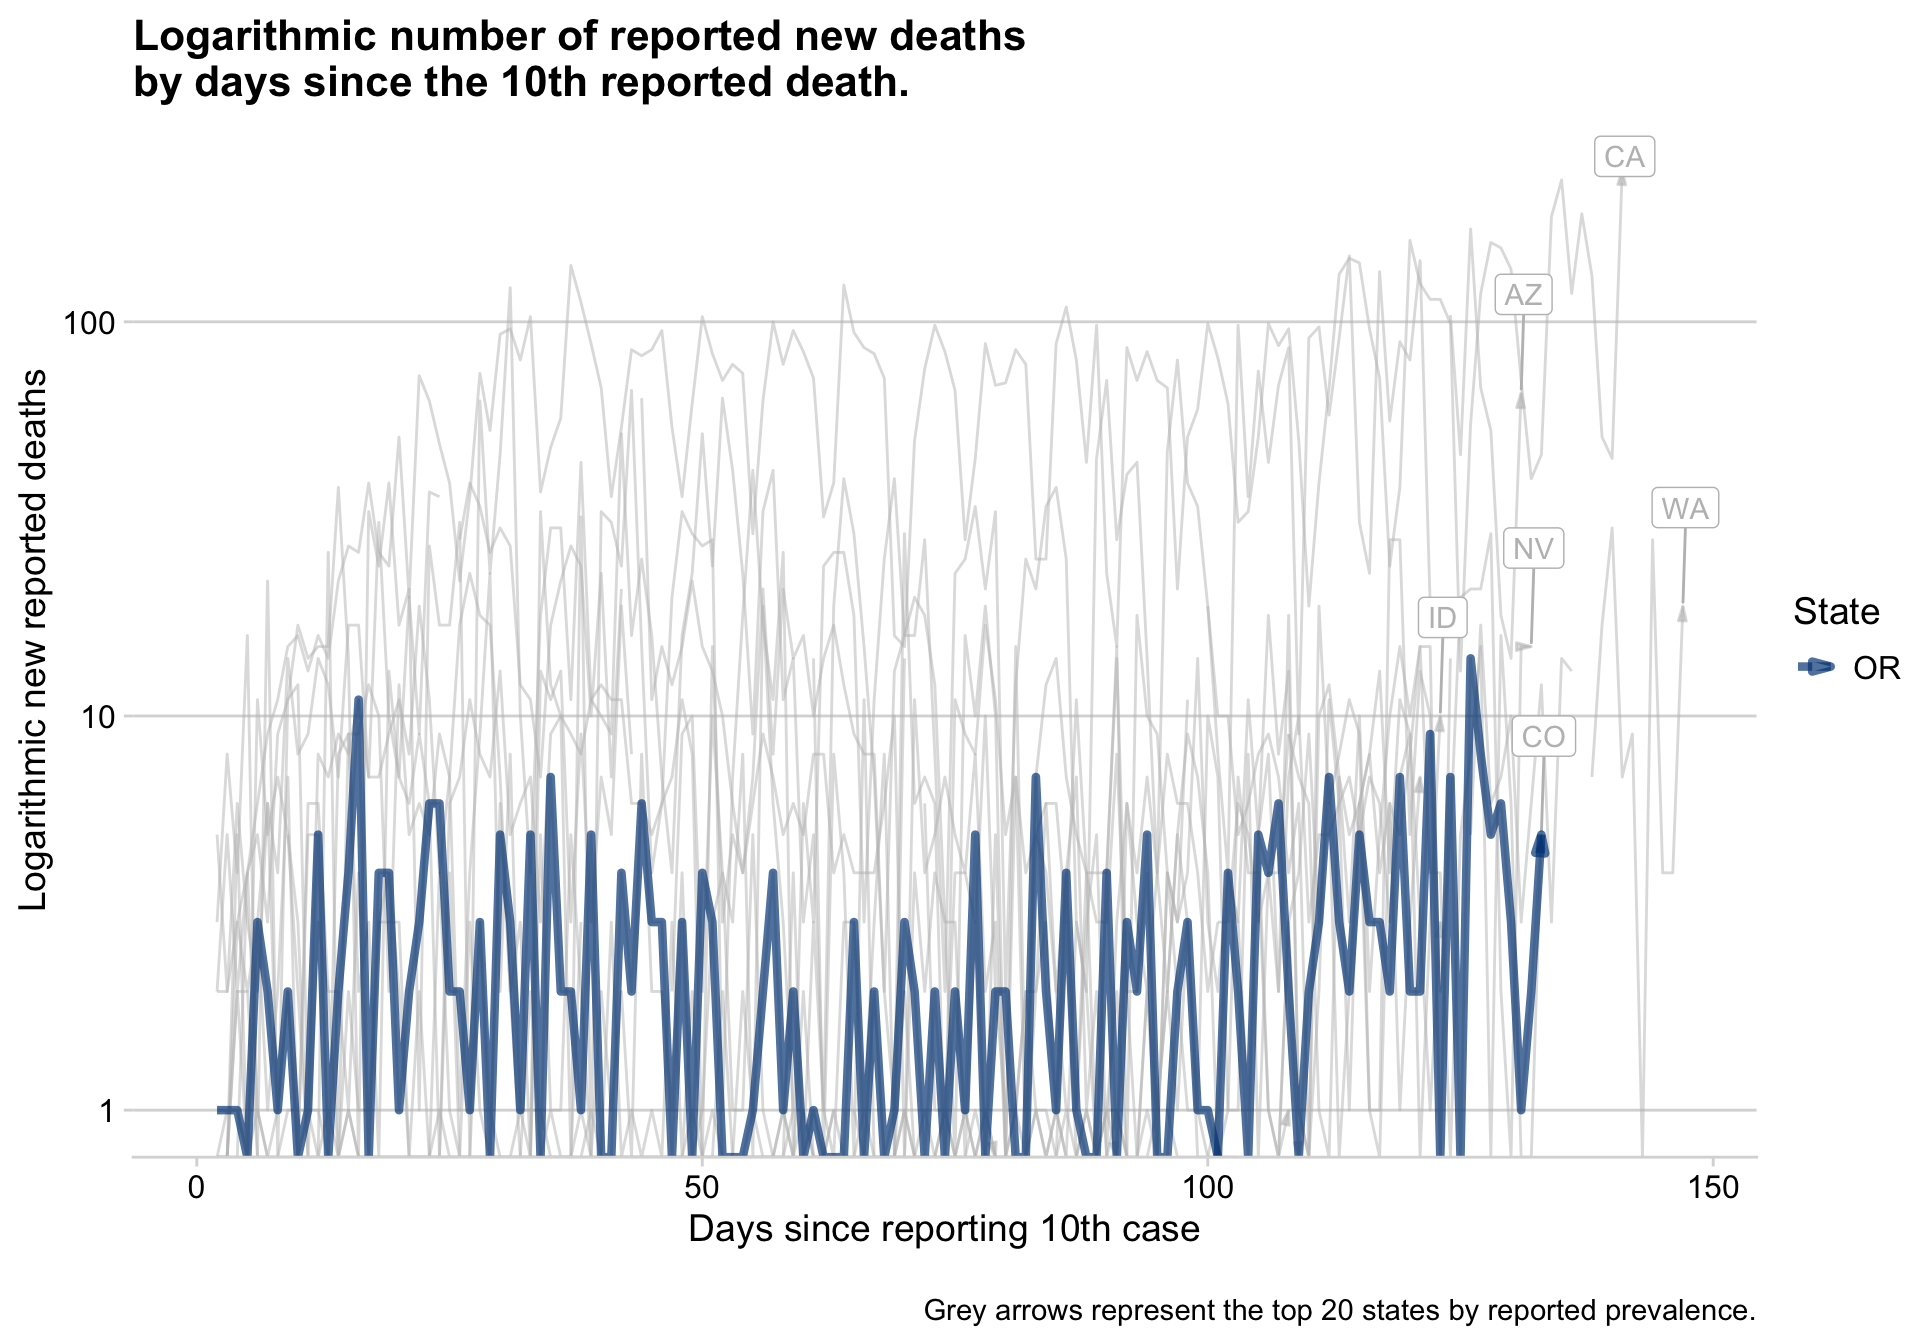 Logarithmic number of reported new deaths
by days since the 10th reported death.
Logarithmic new reported deaths
100
10
1
CA
AZ
WA
NV
ID
CO
State
OR
0
50
100
150
Days since reporting 10th case
Grey arrows represent the top 20 states by reported prevalence.